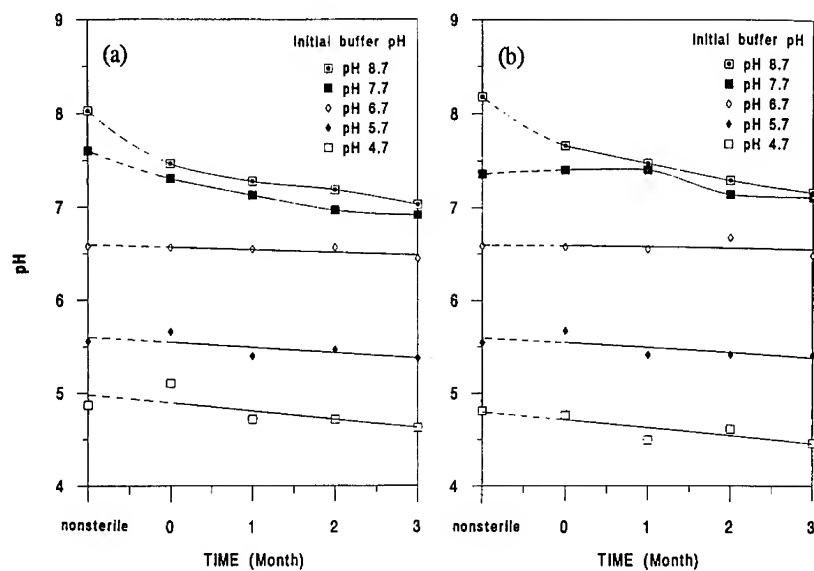 9
8
7
6
5
4
pH
(a)
Initial buffer pH
pH 8.7
pH 7.7
pH 6.7
pH 5.7
pH 4.7
nonsterile 0 1 2 3
TIME (Month)
9
8
7
6
5
4
(b)
Initial buffer pH
pH 8.7
pH 7.7
pH 6.7
pH 5.7
pH 4.7
nonsterile 0 1 2 3
TIME (Month)